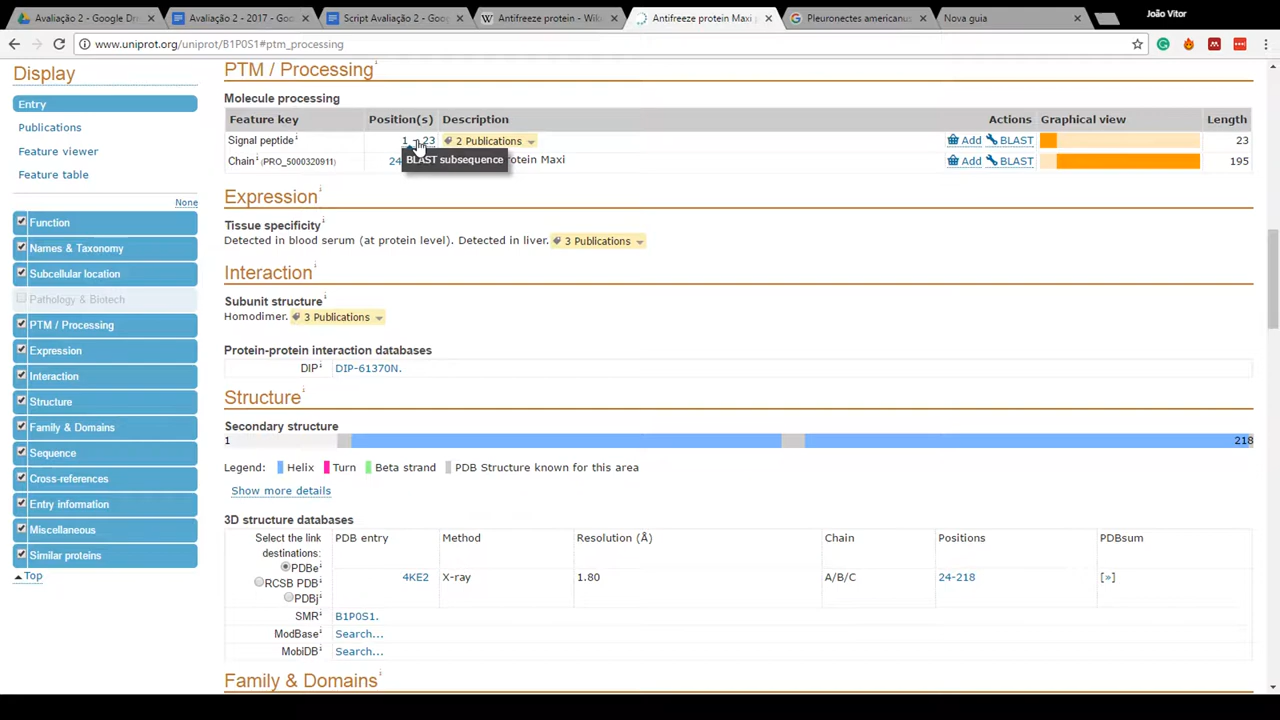 João Vitor
Avaliação 2 - Google Dri
Avaliação 2 - 2017 - Go
Script Avaliação 2 - Goo
Antifreeze protein - Wik
Antifreeze protein Maxi
Pleuronectes americanus
Nova guia
www.uniprot.org/uniprot/B1P0S1#ptm_processing
Display
Entry
Publications
Feature viewer
Feature table
None
Function
Names & Taxonomy
Subcellular location
Pathology & Biotech
PTM / Processing
Expression
Interaction
Structure
Family & Domains
Sequence
Cross-references
Entry information
Miscellaneous
Similar proteins
Top
PTM / Processing i
Molecule processing
Feature key Position(s) Description Actions Graphical view Length
Signal peptide i 1 – 23 2 Publications Add BLAST 23
Chain i (PRO_5000320911) 24 BLAST subsequence rotein Maxi Add BLAST 195
Expression i
Tissue specificity i
Detected in blood serum (at protein level). Detected in liver. 3 Publications
Interaction i
Subunit structure i
Homodimer. 3 Publications
Protein-protein interaction databases
DIP i DIP-61370N.
Structure i
Secondary structure
1 218
Legend: Helix Turn Beta strand PDB Structure known for this area
Show more details
3D structure databases
Select the link destinations: PDB entry Method Resolution (Å) Chain Positions PDBsum
PDBe i
RCSB PDB i 4KE2 X-ray 1.80 A/B/C 24-218 [»]
PDBj i
SMR i B1P0S1.
ModBase i Search...
MobiDB i Search...
Family & Domains i